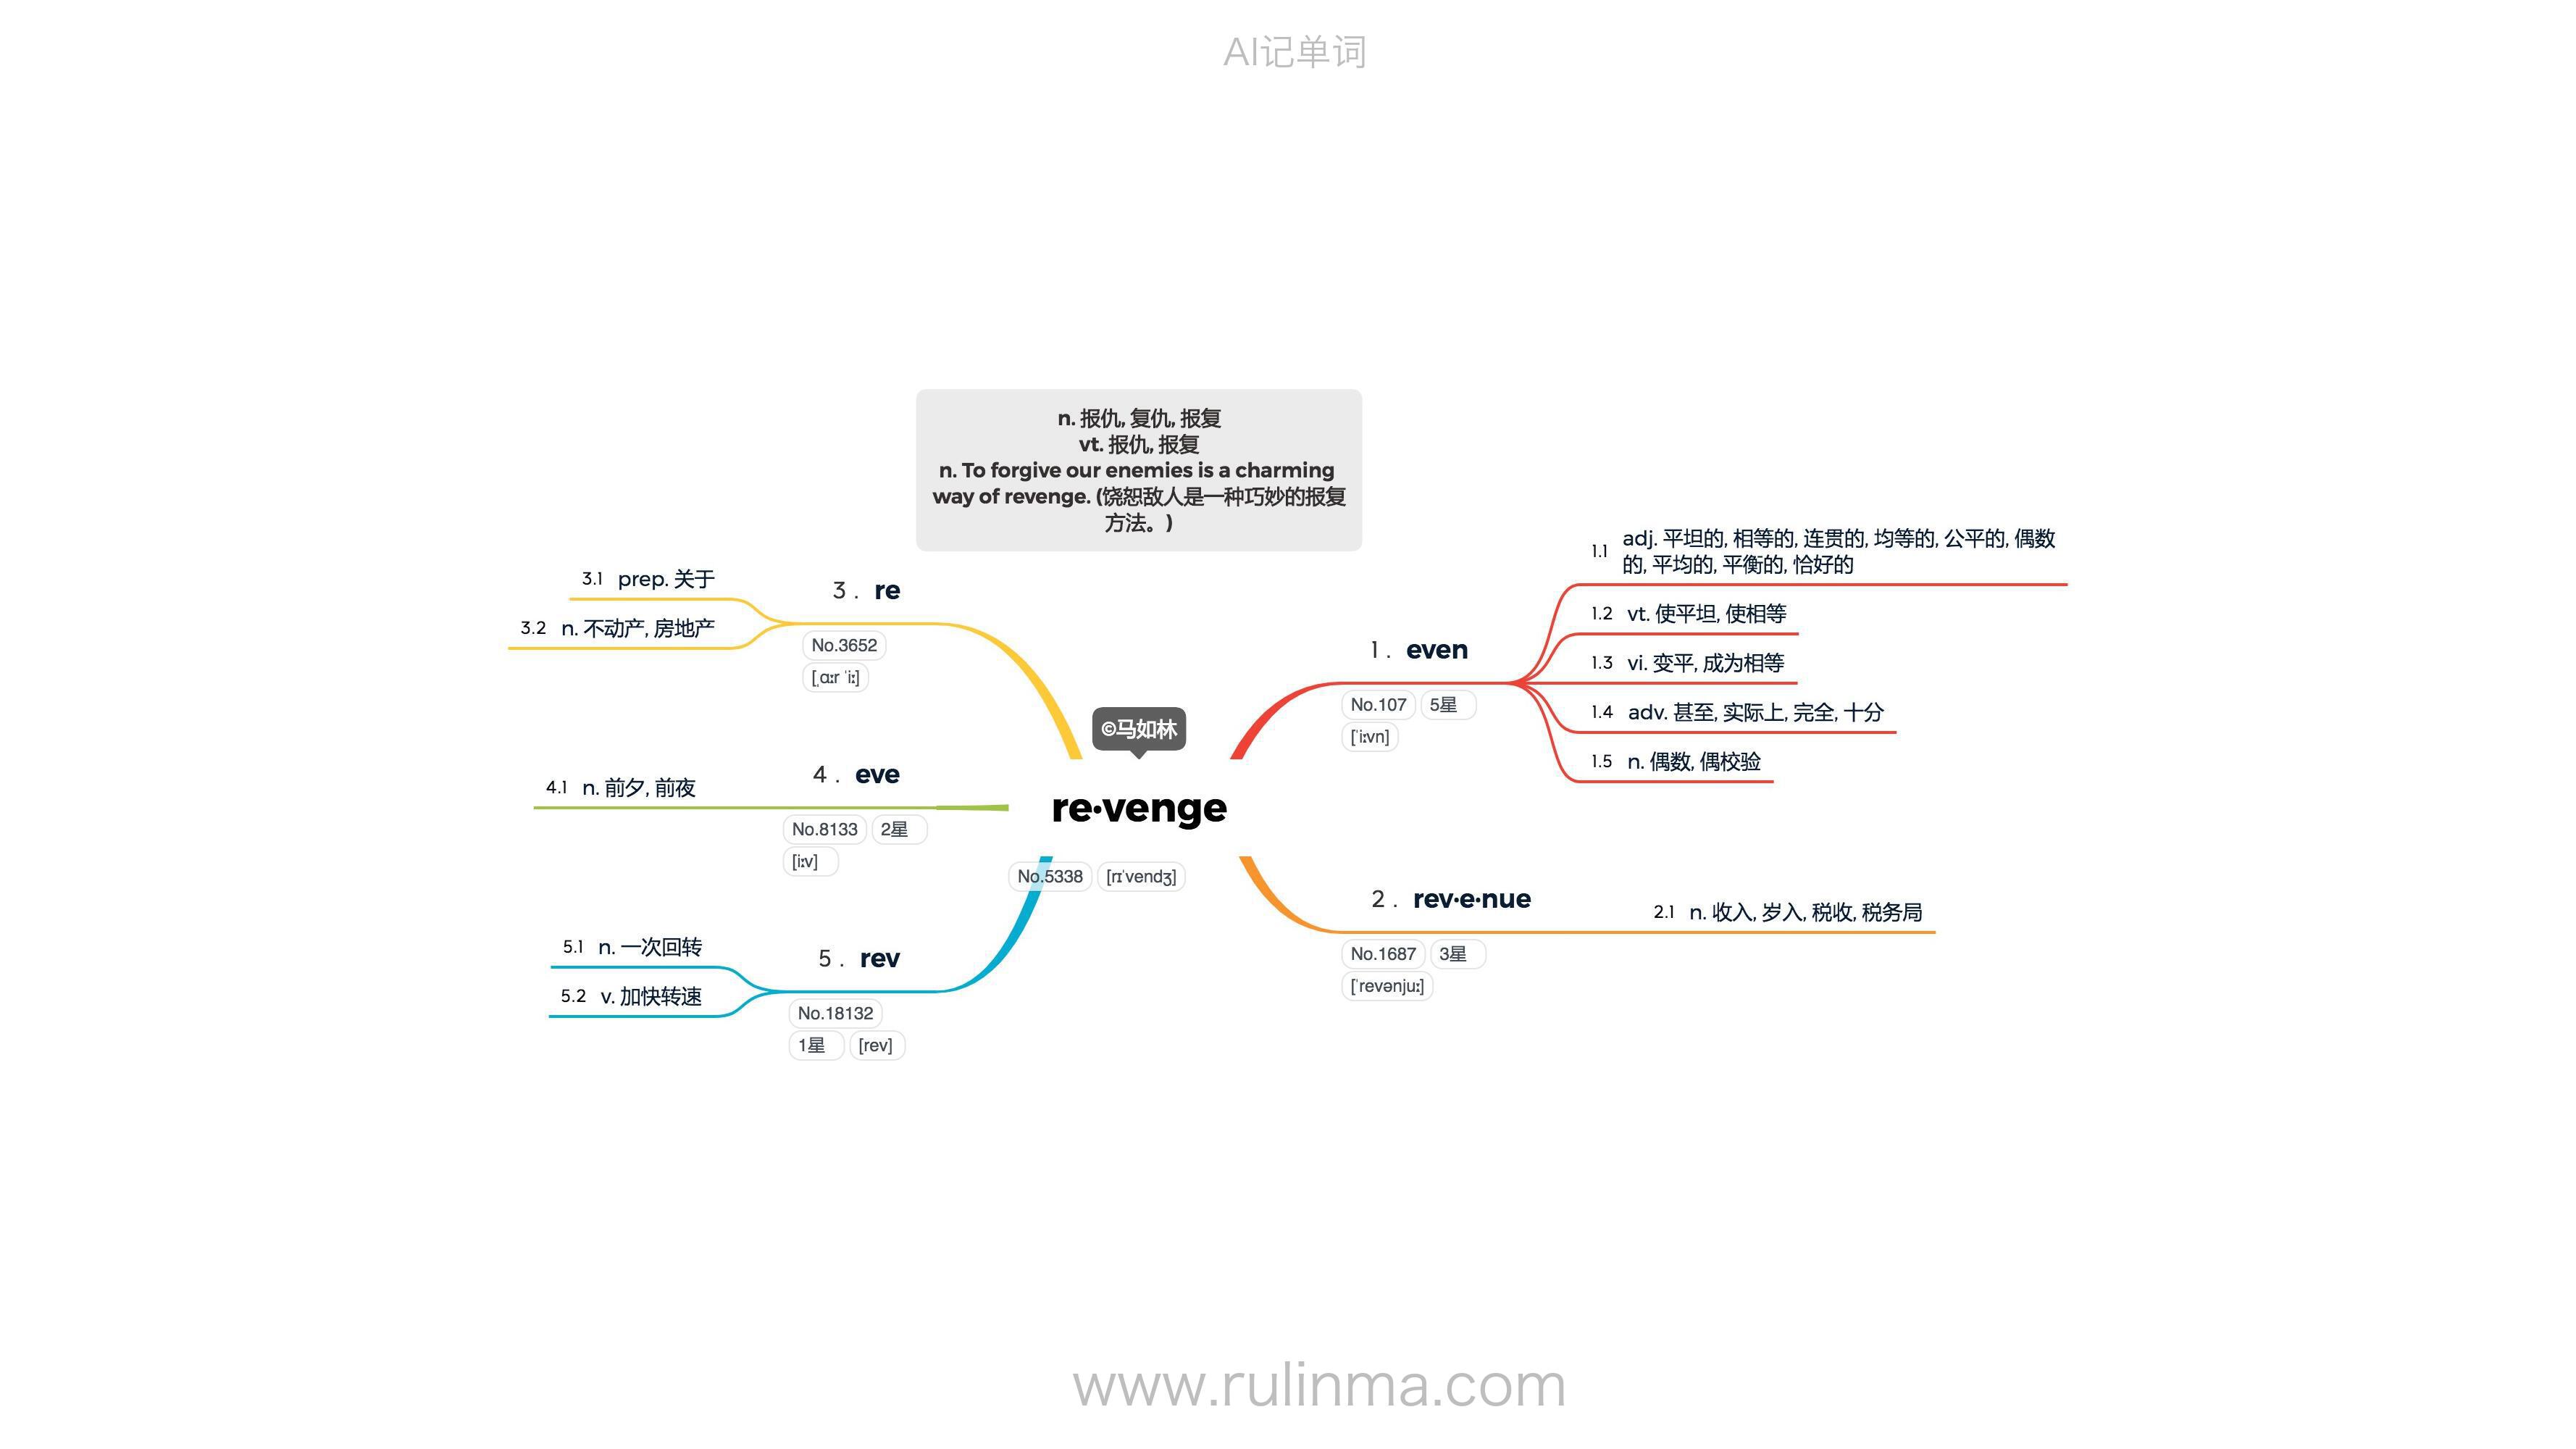 AI记单词
n. 报仇, 复仇, 报复
vt. 报仇, 报复
n. To forgive our enemies is a charming
way of revenge. (饶恕敌人是一种巧妙的报复
方法。)
©马如林
re·venge
No.5338 [rɪˈvendʒ]
1. even
No.107 5星
[ˈiːvn]
1.1 adj. 平坦的, 相等的, 连贯的, 均等的, 公平的, 偶数
的, 平均的, 平衡的, 恰好的
1.2 vt. 使平坦, 使相等
1.3 vi. 变平, 成为相等
1.4 adv. 甚至, 实际上, 完全, 十分
1.5 n. 偶数, 偶校验
2. rev·e·nue
No.1687 3星
[ˈrevənjuː]
2.1 n. 收入, 岁入, 税收, 税务局
3. re
No.3652
[ˌɑːr ˈiː]
3.1 prep. 关于
3.2 n. 不动产, 房地产
4. eve
No.8133 2星
[iːv]
4.1 n. 前夕, 前夜
5. rev
No.18132
1星 [rev]
5.1 n. 一次回转
5.2 v. 加快转速
www.rulinma.com